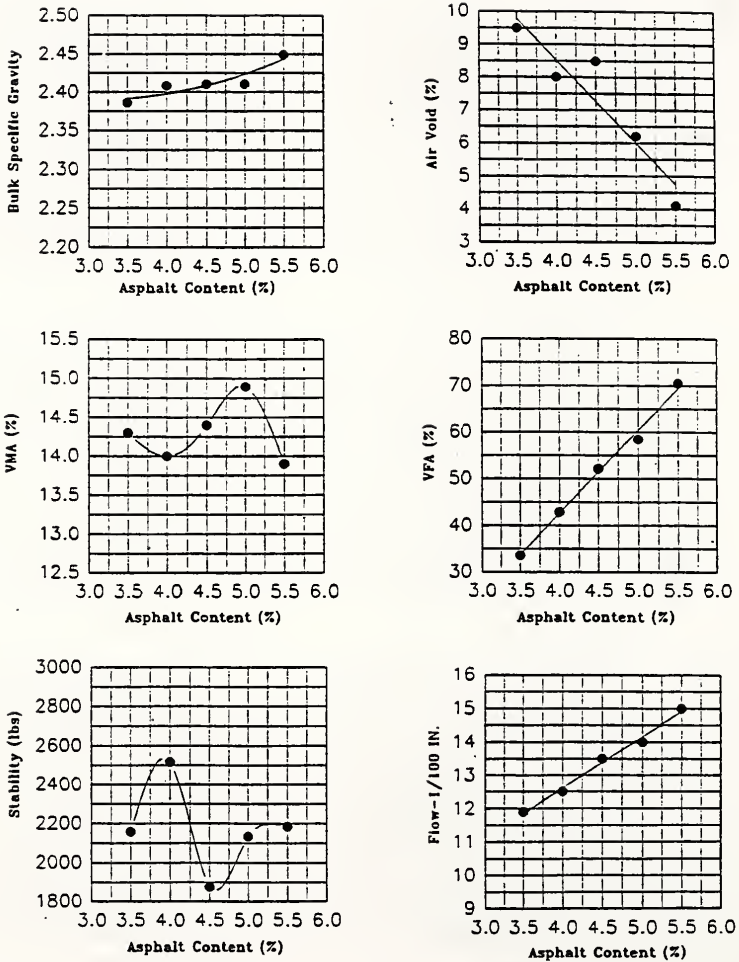 Bulk Specific Gravity
2.50
2.45
2.40
2.35
2.30
2.25
2.20
3.0 3.5 4.0 4.5 5.0 5.5 6.0
Asphalt Content (%)
Air Void (%)
10
9
8
7
6
5
4
3
3.0 3.5 4.0 4.5 5.0 5.5 6.0
Asphalt Content (%)
VMA (%)
15.5
15.0
14.5
14.0
13.5
13.0
12.5
3.0 3.5 4.0 4.5 5.0 5.5 6.0
Asphalt Content (%)
VFA (%)
80
70
60
50
40
30
3.0 3.5 4.0 4.5 5.0 5.5 6.0
Asphalt Content (%)
Stability (lbs)
3000
2800
2600
2400
2200
2000
1800
3.0 3.5 4.0 4.5 5.0 5.5 6.0
Asphalt Content (%)
Flow-1/100 IN.
16
15
14
13
12
11
10
9
3.0 3.5 4.0 4.5 5.0 5.5 6.0
Asphalt Content (%)